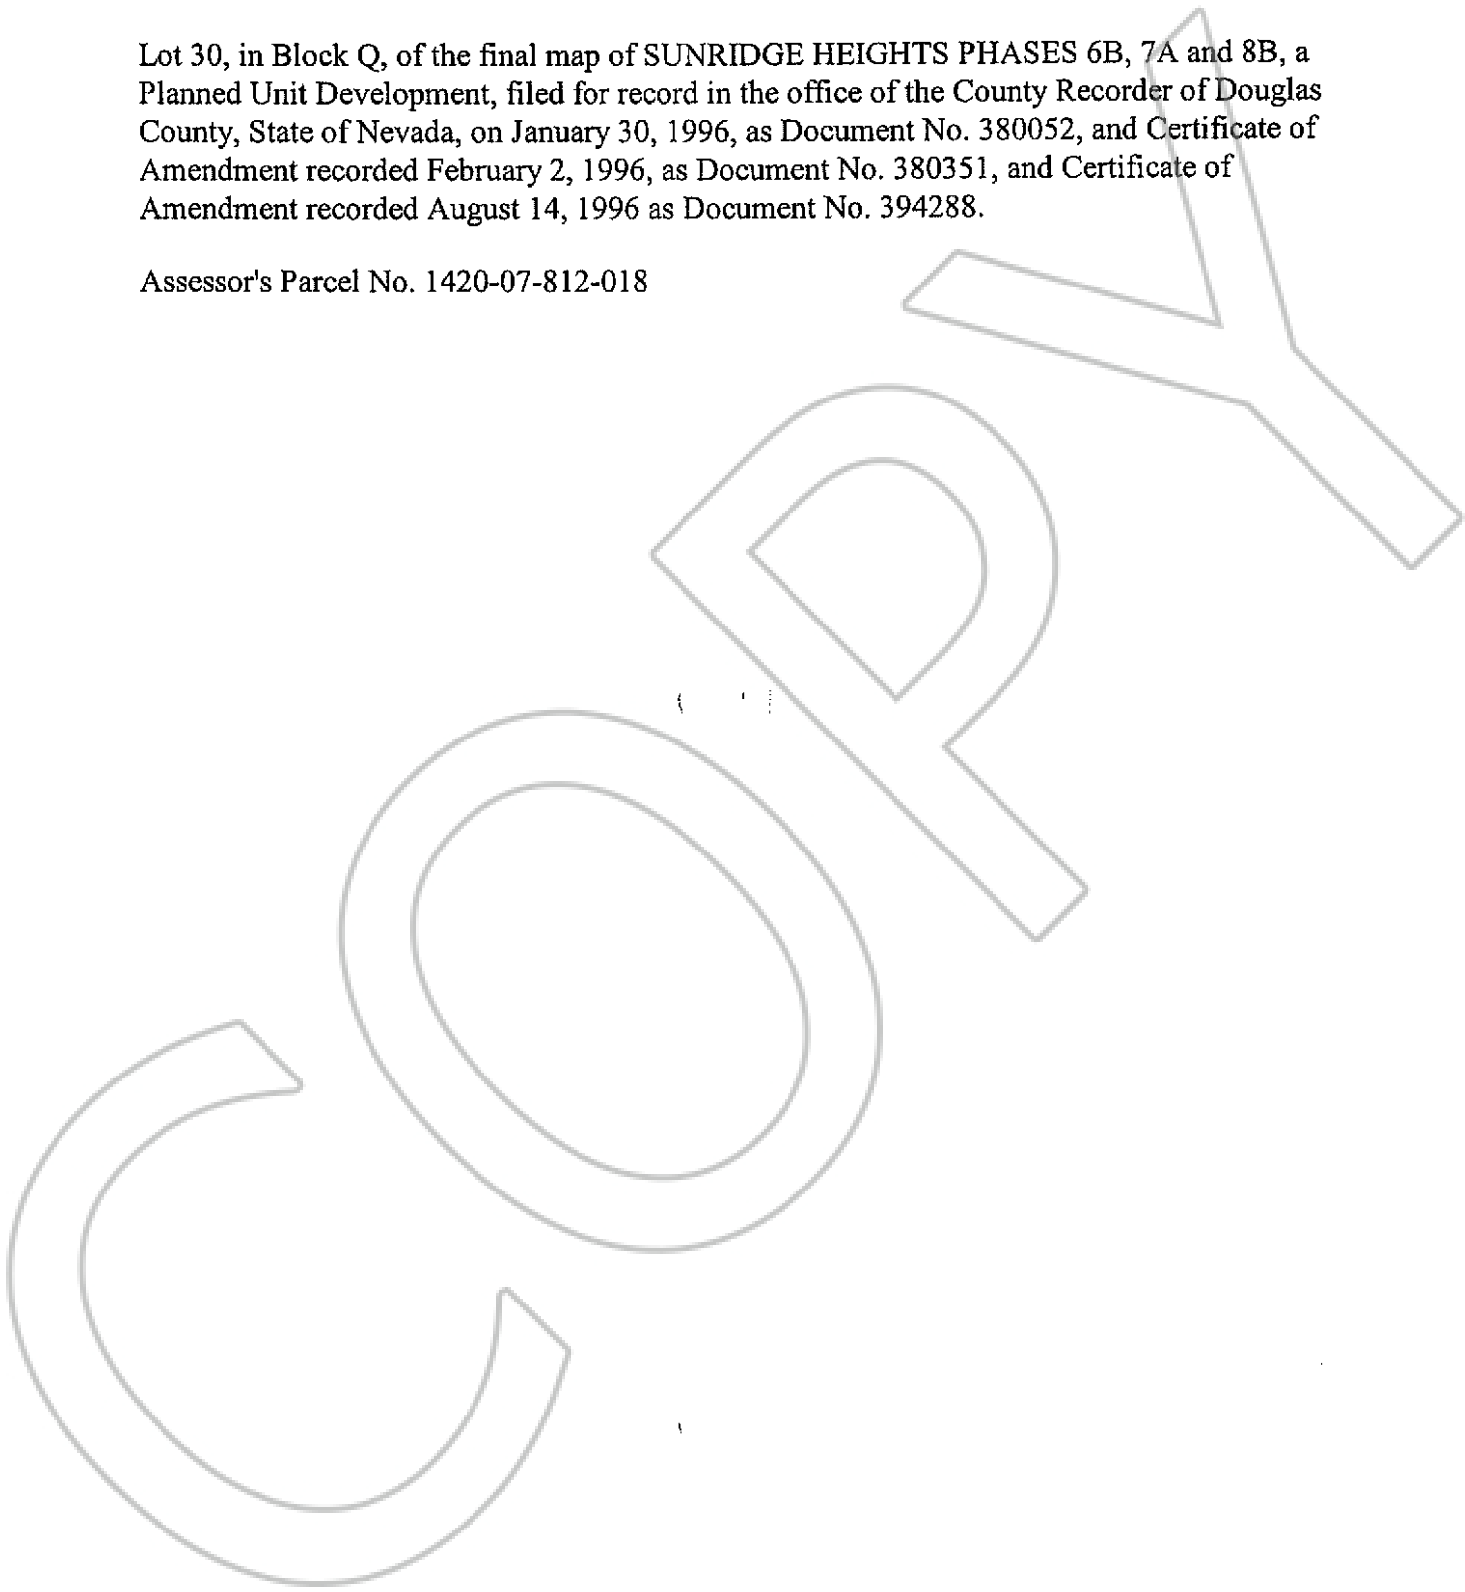 Lot 30, in Block Q, of the final map of SUNRIDGE HEIGHTS PHASES 6B, 7A and 8B, a
Planned Unit Development, filed for record in the office of the County Recorder of Douglas
County, State of Nevada, on January 30, 1996, as Document No. 380052, and Certificate of
Amendment recorded February 2, 1996, as Document No. 380351, and Certificate of
Amendment recorded August 14, 1996 as Document No. 394288.
Assessor's Parcel No. 1420-07-812-018
COPY